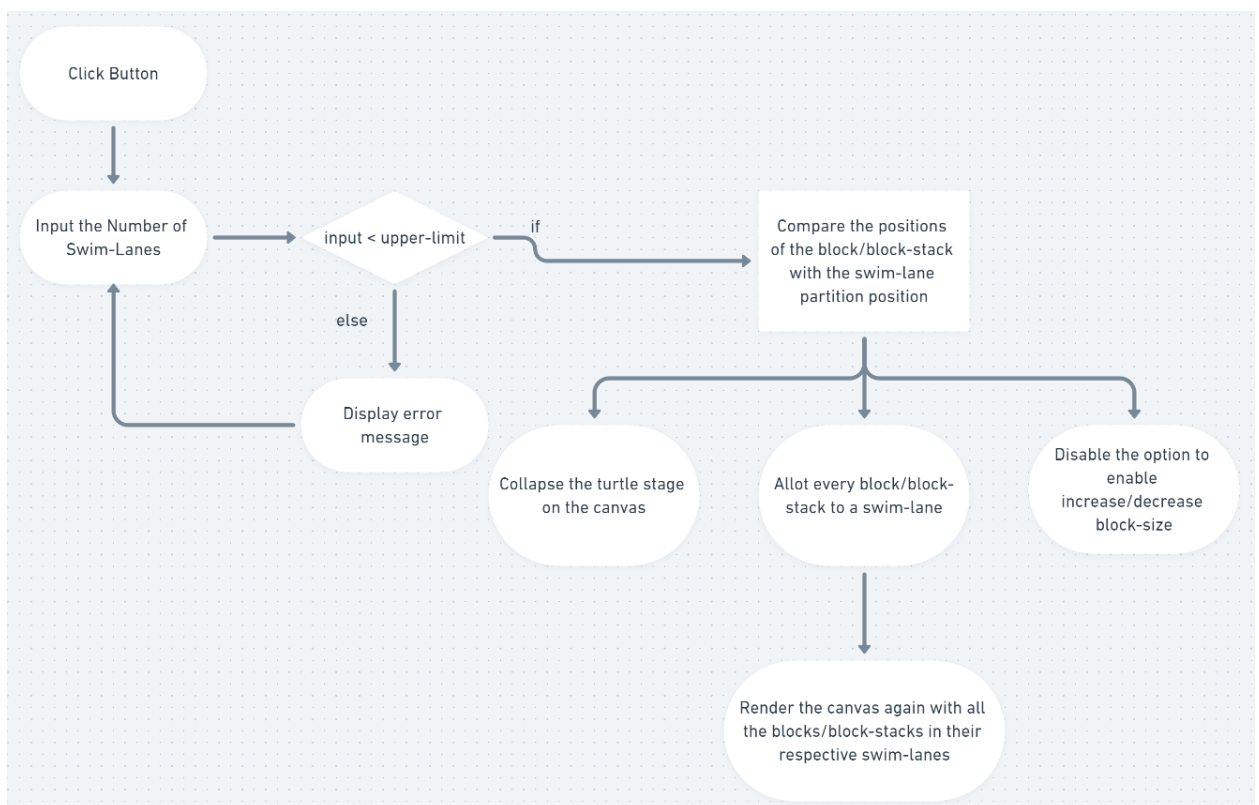 Click Button
Input the Number of
Swim-Lanes
input < upper-limit
if
else
Display error
message
Compare the positions
of the block/block-stack
with the swim-lane
partition position
Collapse the turtle stage
on the canvas
Allot every block/block-
stack to a swim-lane
Disable the option to
enable
increase/decrease
block-size
Render the canvas again with all
the blocks/block-stacks in their
respective swim-lanes